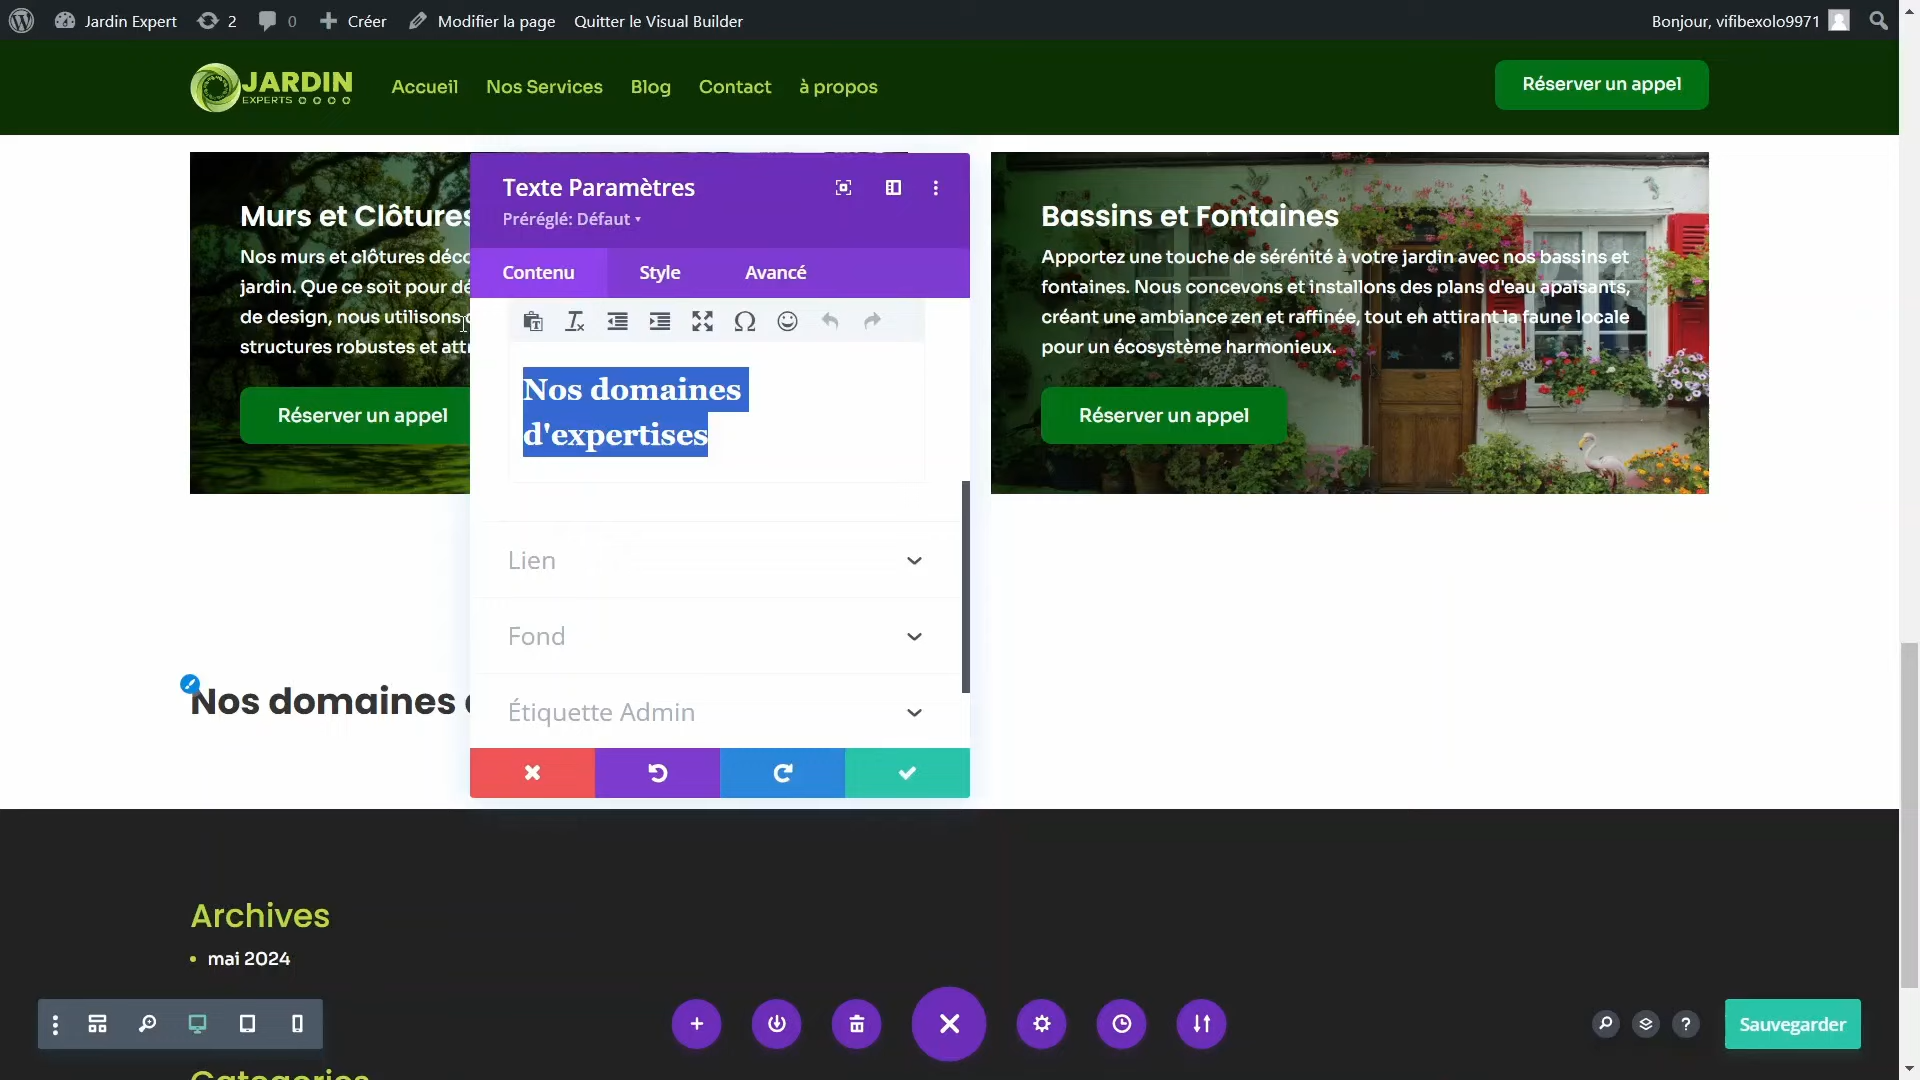 Jardin Expert
2
0
Créer
Modifier la page
Quitter le Visual Builder
Bonjour, vifibexolo9971
JARDIN
EXPERTS
Accueil
Nos Services
Blog
Contact
à propos
Réserver un appel
Murs et Clôtures
Nos murs et clôtures
jardin. Que ce soit pour
de design, nous utilisons
structures robustes et
Réserver un appel
Texte Paramètres
Préréglé: Défaut
Contenu
Style
Avancé
Nos domaines
d'expertises
Lien
Fond
Étiquette Admin
Bassins et Fontaines
Apportez une touche de sérénité à votre jardin avec nos bassins et
fontaines. Nous concevons et installons des plans d'eau apaisants,
créant une ambiance zen et raffinée, tout en attirant la faune locale
pour un écosystème harmonieux.
Réserver un appel
Nos domaines
Archives
mai 2024
Categories
Sauvegarder